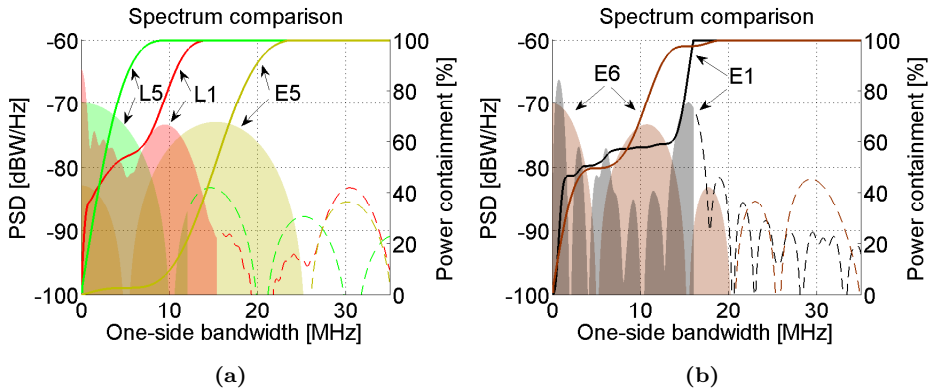 Spectrum comparison
-60
-70
-80
-90
-100
PSD [dBW/Hz]
L5
L1
E5
100
80
60
40
20
0
Power containment [%]
0
10
20
30
One-side bandwidth [MHz]
(a)
Spectrum comparison
-60
-70
-80
-90
-100
PSD [dBW/Hz]
E6
E1
100
80
60
40
20
0
Power containment [%]
0
10
20
30
One-side bandwidth [MHz]
(b)